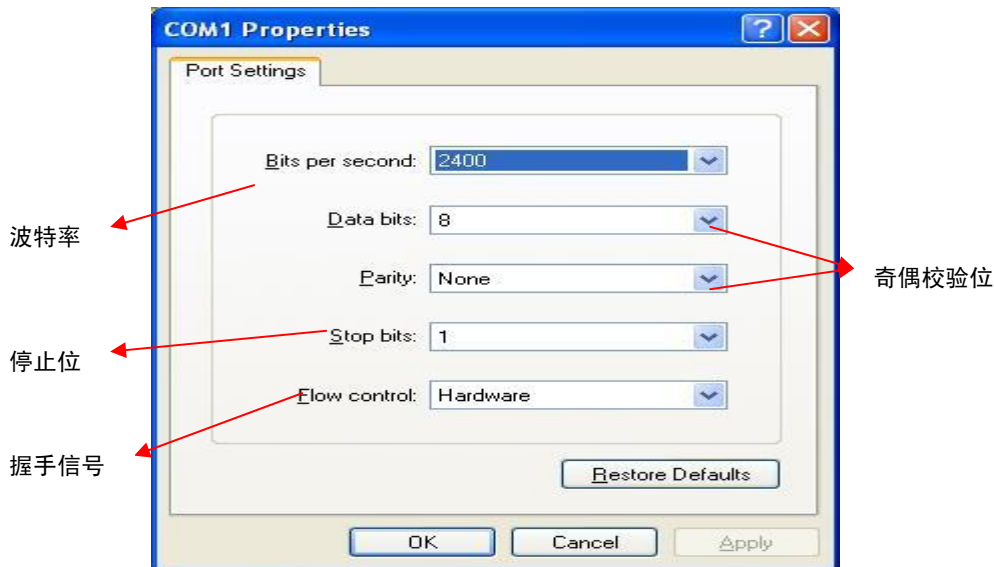 COM1 Properties
Port Settings
Bits per second: 2400
波特率
Data bits: 8
奇偶校验位
Parity: None
Stop bits: 1
停止位
Flow control: Hardware
握手信号
Restore Defaults
OK Cancel Apply